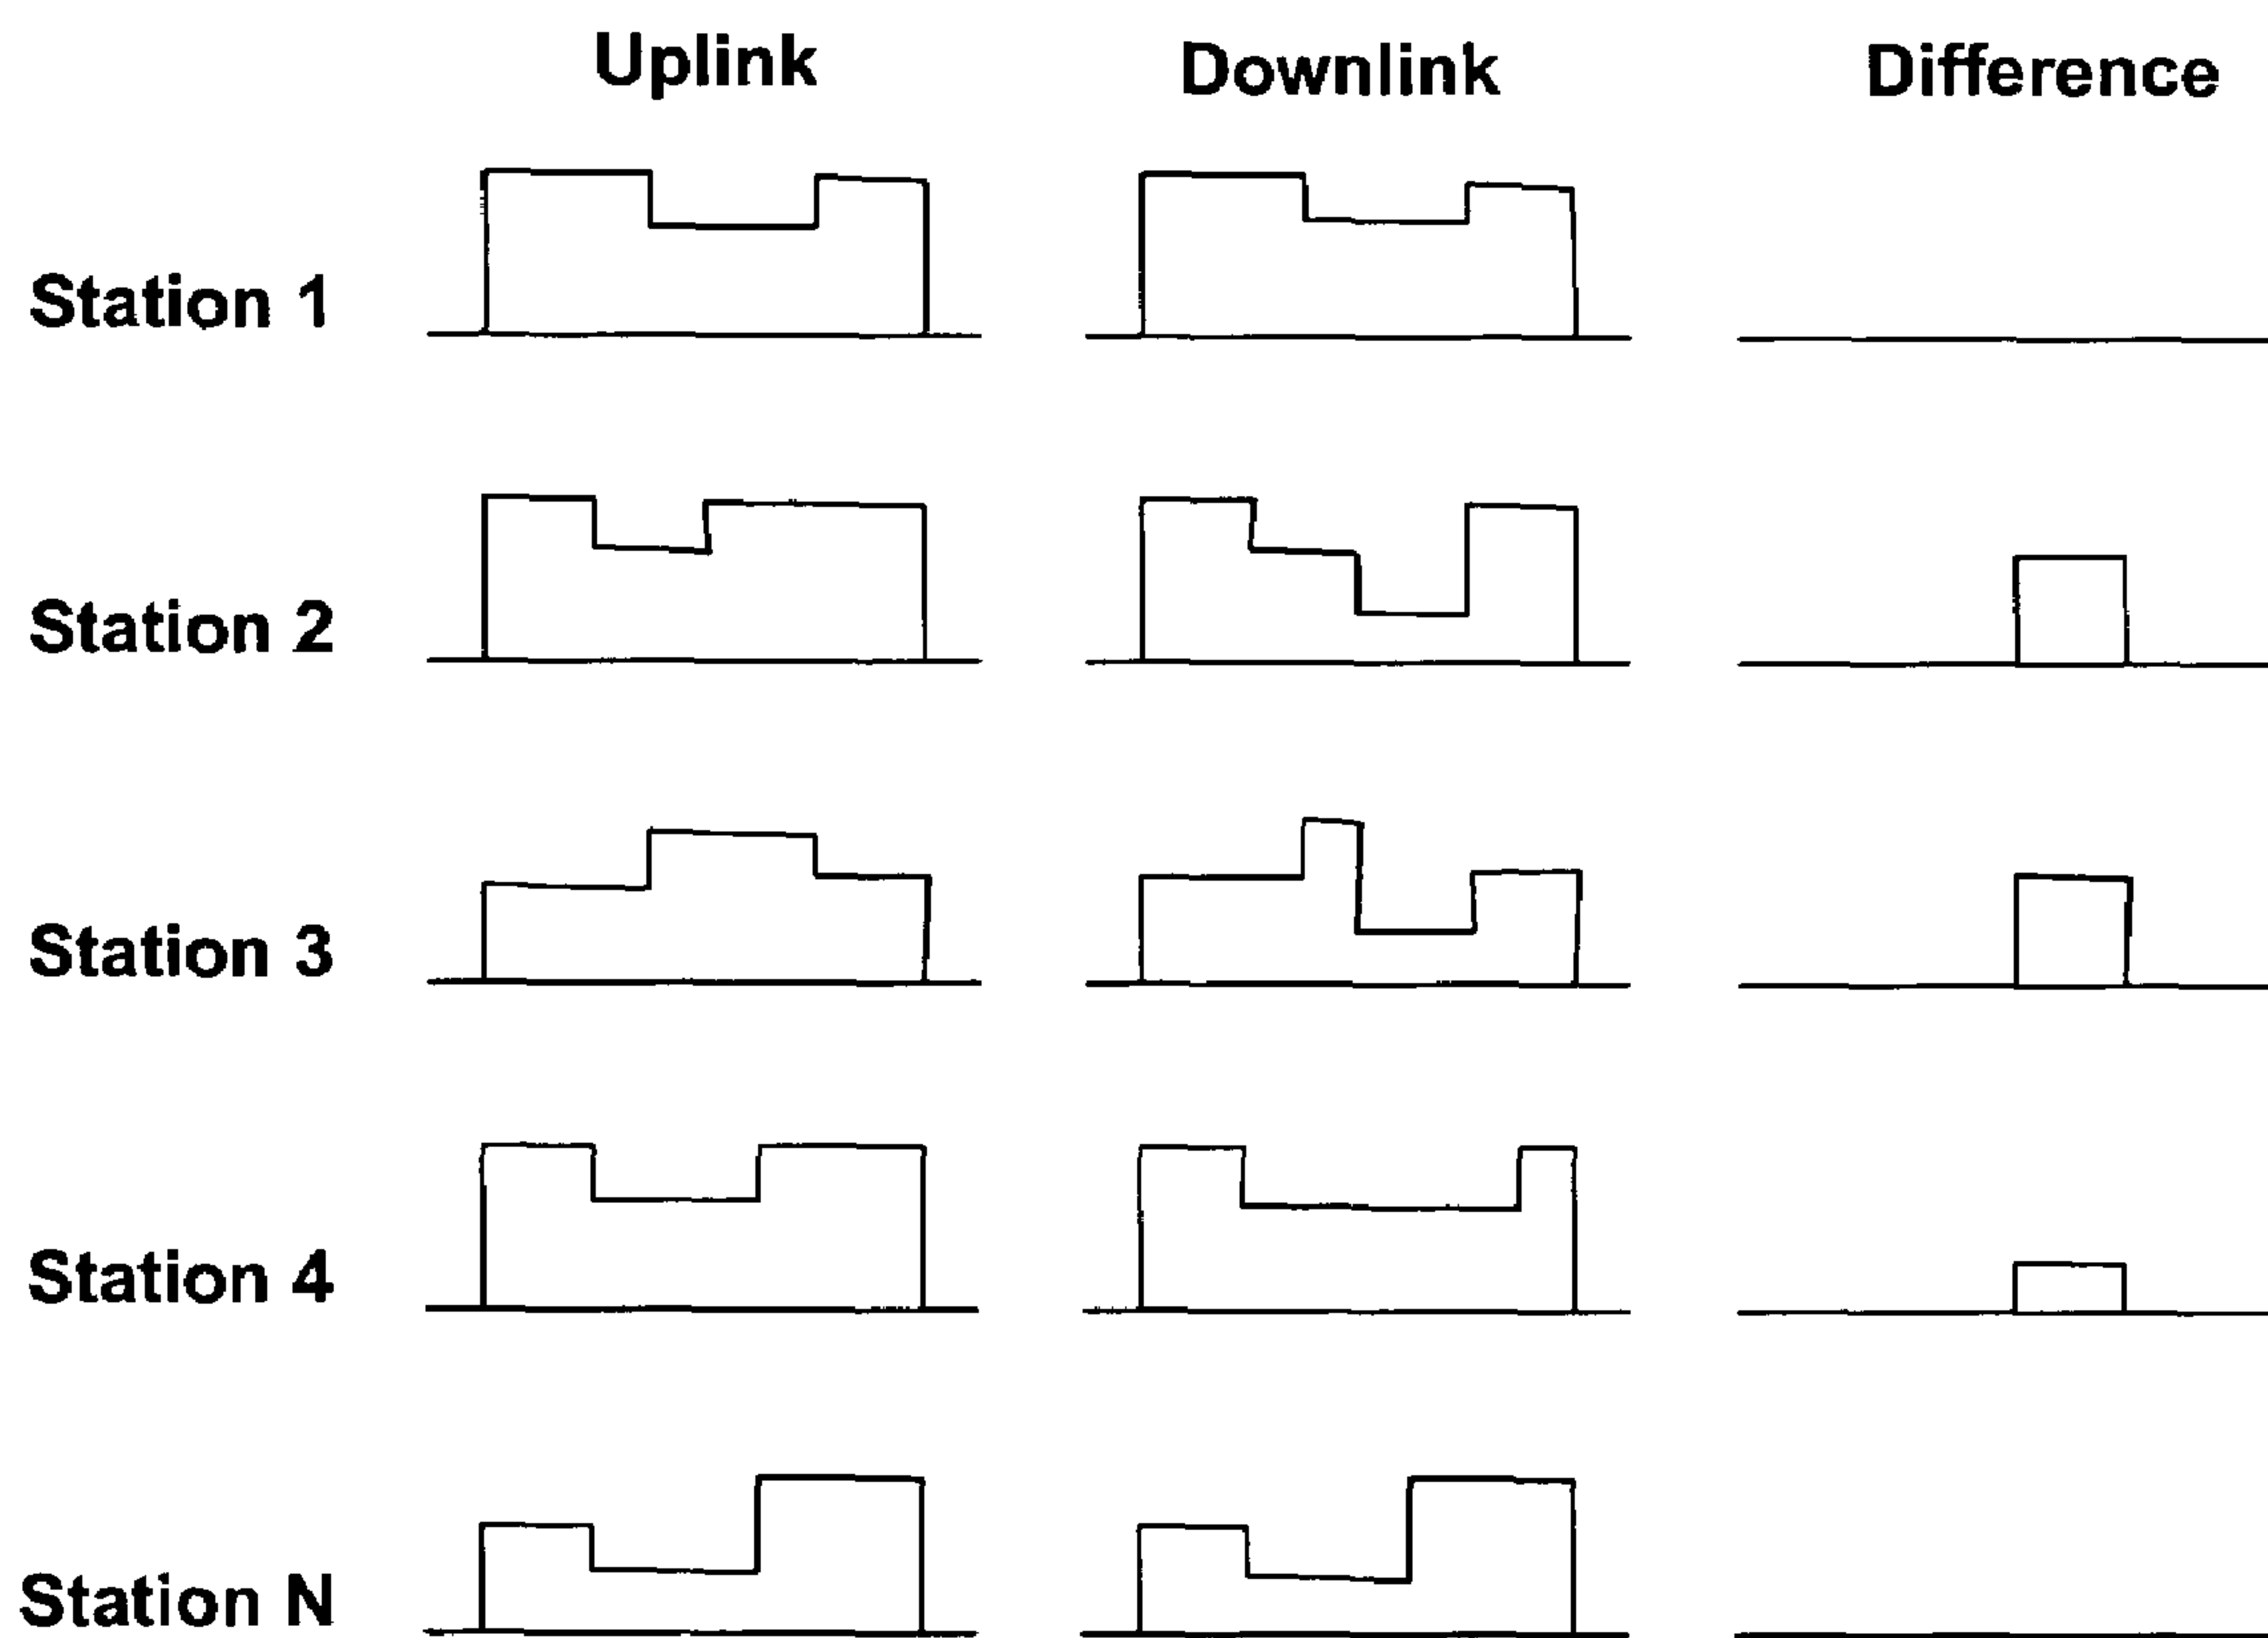 Uplink Downlink Difference
Station 1
Station 2
Station 3
Station 4
Station N